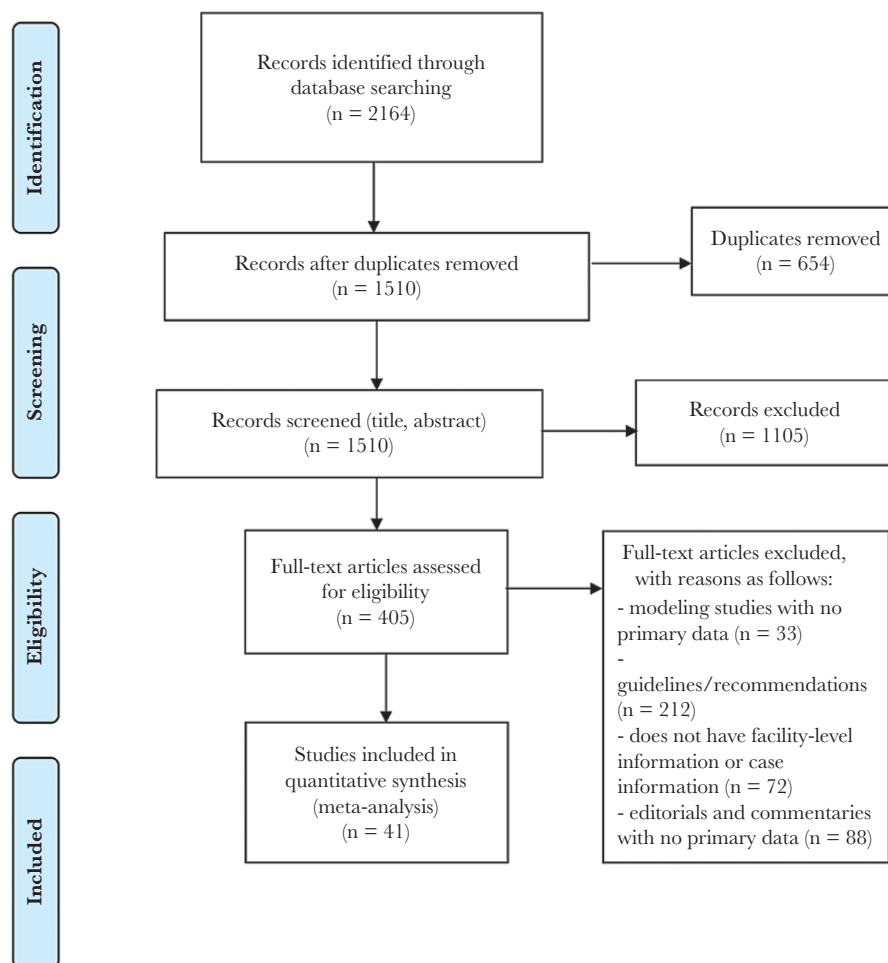 Identification
Records identified through
database searching
(n = 2164)
Records after duplicates removed
(n = 1510)
Duplicates removed
(n = 654)
Screening
Records screened (title, abstract)
(n = 1510)
Records excluded
(n = 1105)
Eligibility
Full-text articles assessed
for eligibility
(n = 405)
Full-text articles excluded,
with reasons as follows:
- modeling studies with no
primary data (n = 33)
-
guidelines/recommendations
(n = 212)
- does not have facility-level
information or case
information (n = 72)
- editorials and commentaries
with no primary data (n = 88)
Included
Studies included in
quantitative synthesis
(meta-analysis)
(n = 41)